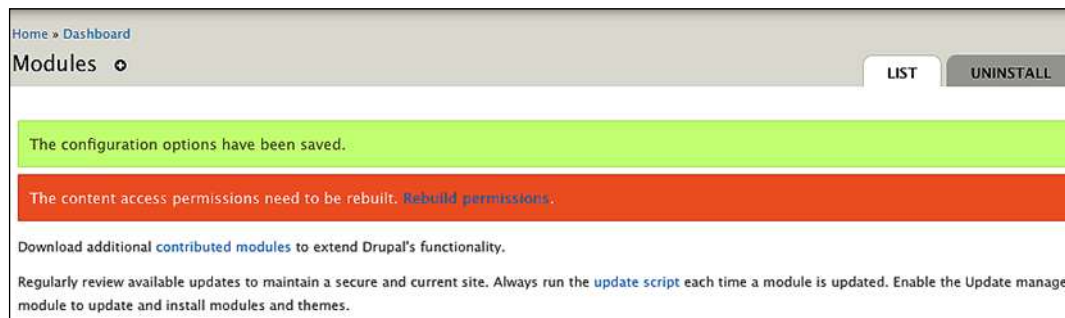 Home » Dashboard
Modules
LIST
UNINSTALL
The configuration options have been saved.
The content access permissions need to be rebuilt. Rebuild permissions.
Download additional contributed modules to extend Drupal's functionality.
Regularly review available updates to maintain a secure and current site. Always run the update script each time a module is updated. Enable the Update manage
module to update and install modules and themes.